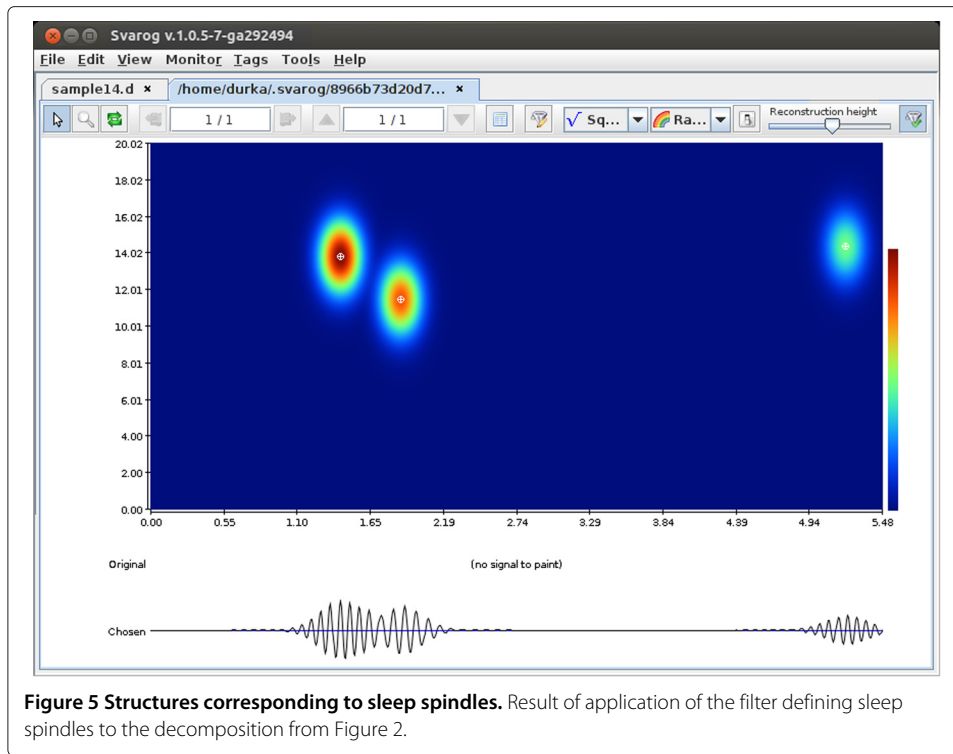 Svarog v.1.0.5-7-ga292494
File Edit View Monitor Tags Tools Help
sample14.d × /home/durka/.svarog/8966b73d20d7... ×
1 / 1 1 / 1 Sq... Ra... Reconstruction height
20.02
18.02
16.02
14.02
12.01
10.01
8.01
6.01
4.00
2.00
0.00
0.00 0.55 1.10 1.65 2.19 2.74 3.29 3.84 4.39 4.94 5.48
Original (no signal to paint)
Chosen
Figure 5 Structures corresponding to sleep spindles. Result of application of the filter defining sleep
spindles to the decomposition from Figure 2.